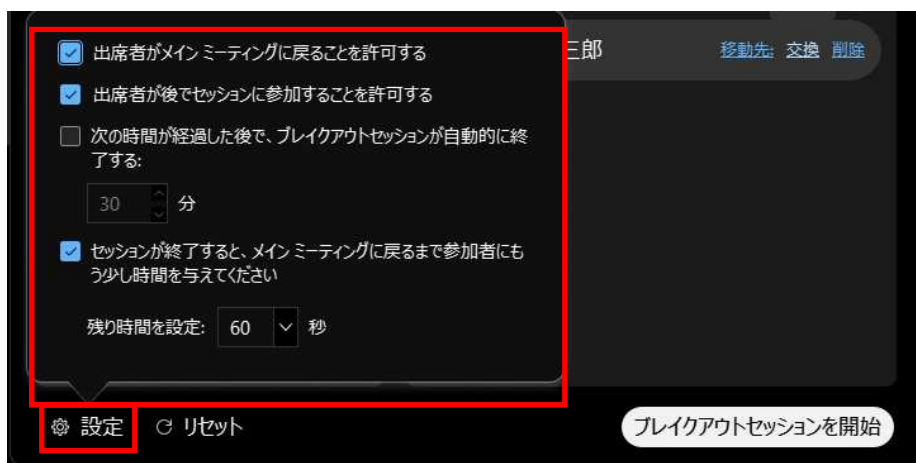 出席者がメイン ミーティングに戻ることを許可する
三郎 移動先: 交換 削除
出席者が後でセッションに参加することを許可する
次の時間が経過した後で、ブレイクアウトセッションが自動的に終
了する:
30 分
セッションが終了すると、メイン ミーティングに戻るまで参加者にも
う少し時間を与えてください
残り時間を設定: 60 秒
設定 リセット ブレイクアウトセッションを開始